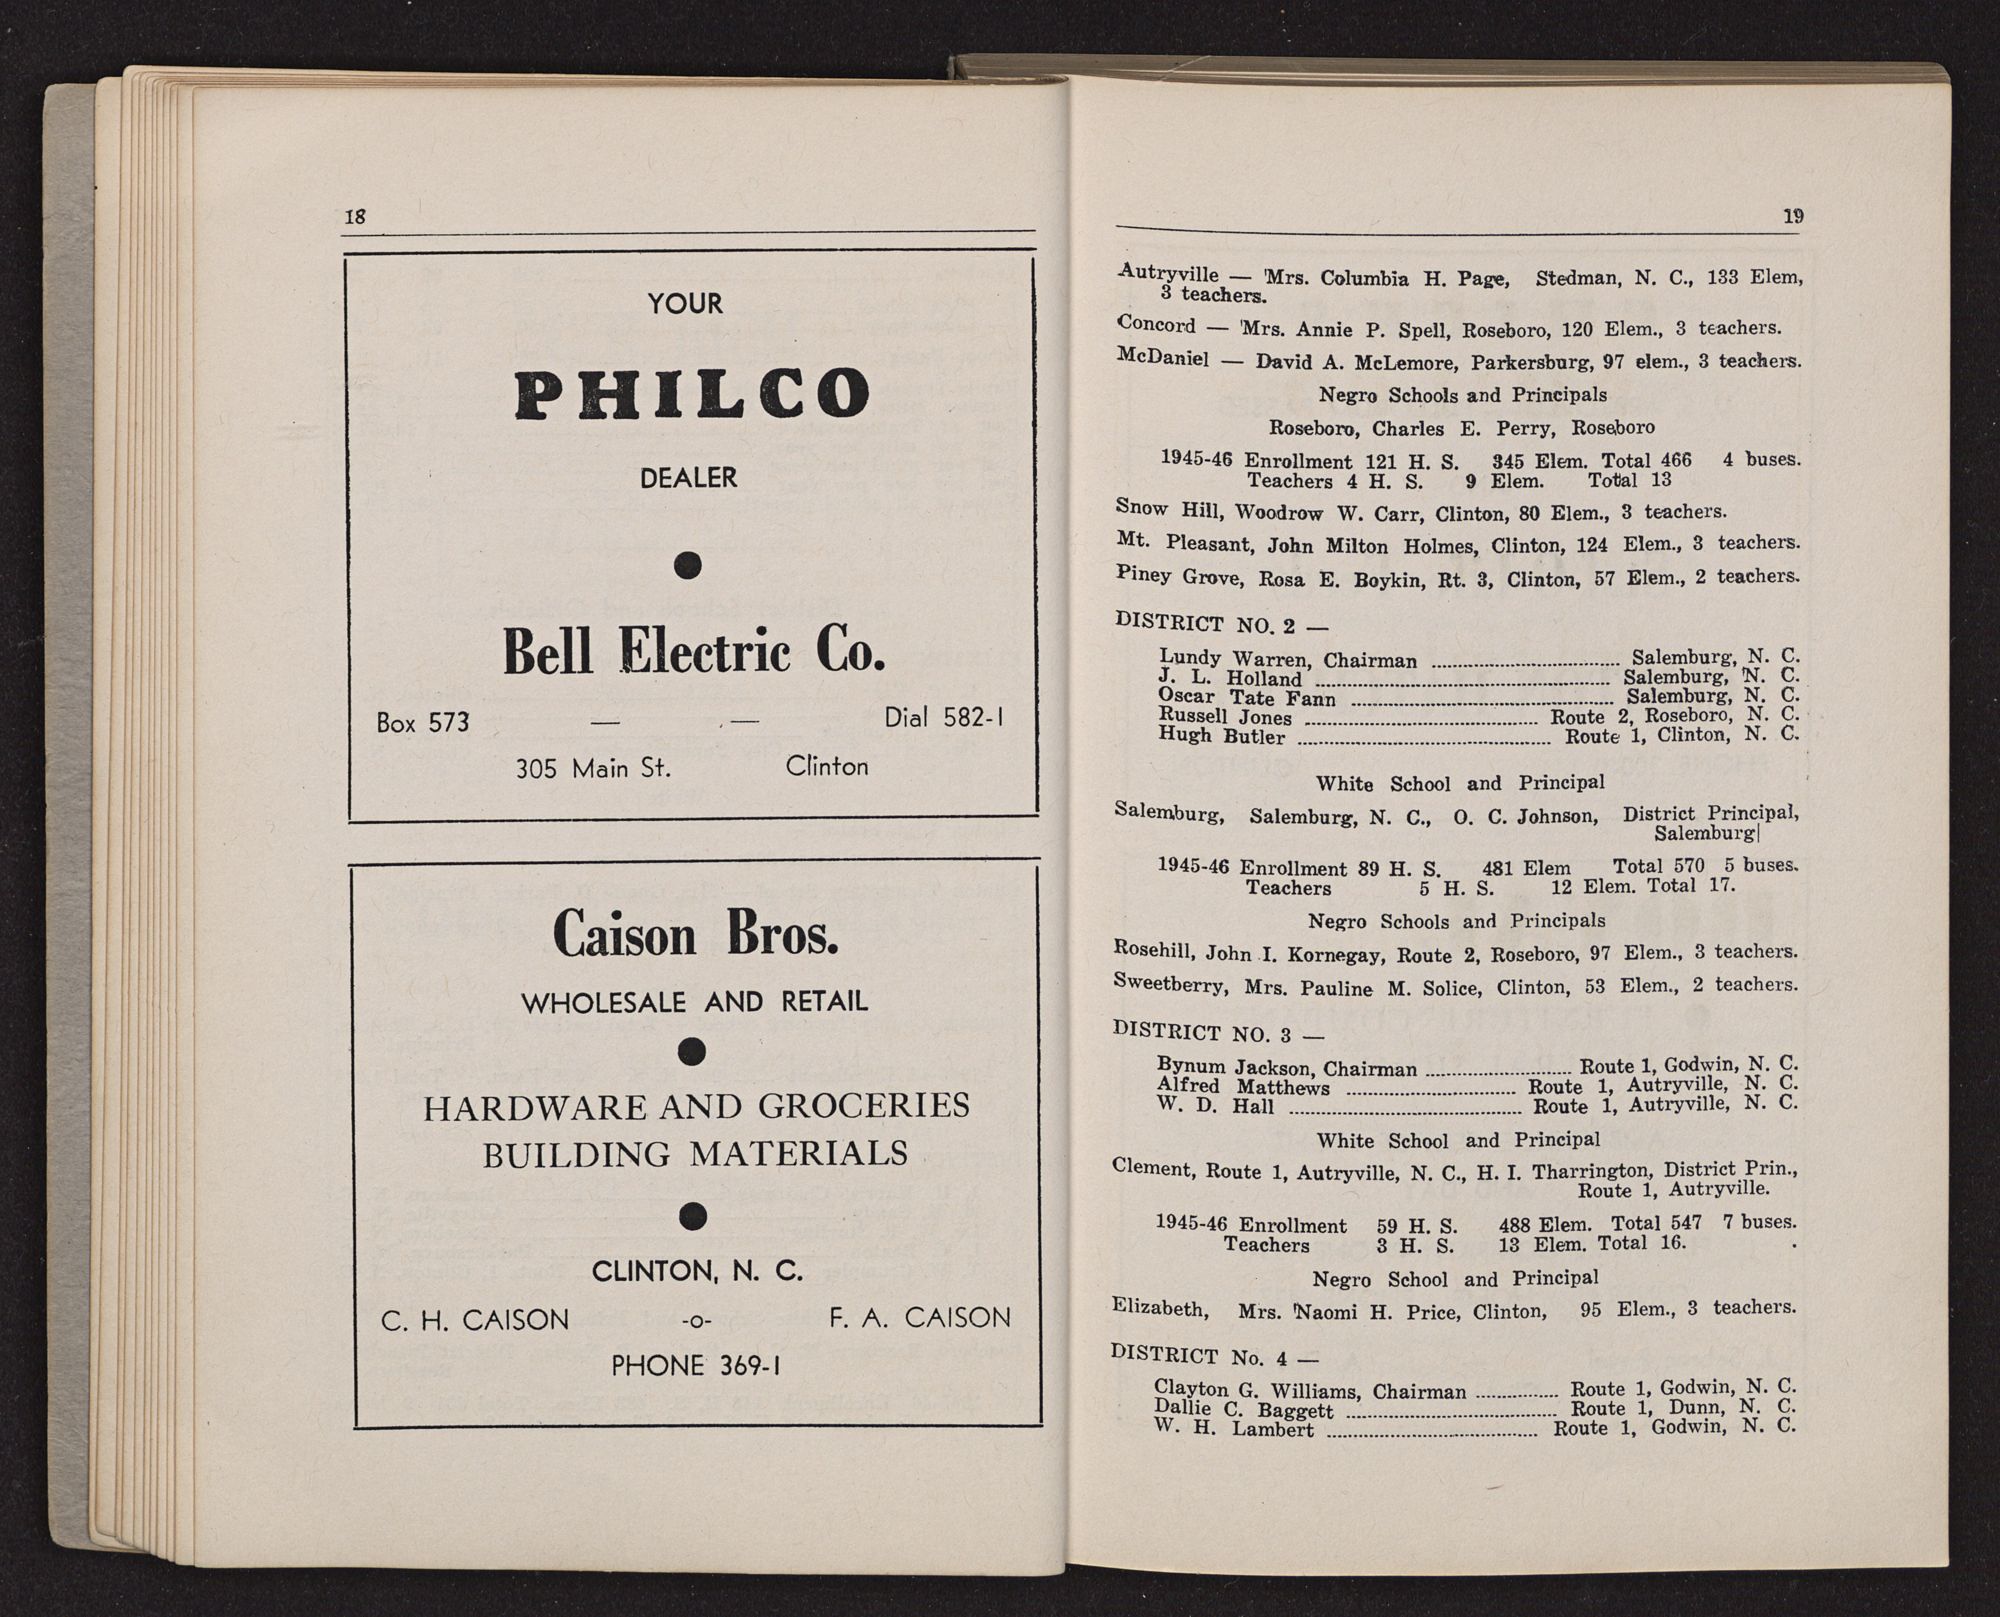 18
YOUR
PHILCO
DEALER
Bell Electric Co.
Box 573 — — Dial 582-1
305 Main St. Clinton
Caison Bros.
WHOLESALE AND RETAIL
HARDWARE AND GROCERIES
BUILDING MATERIALS
CLINTON, N. C.
C. H. CAISON -o- F. A. CAISON
PHONE 369-1
19
Autryville — 'Mrs. Columbia H. Page, Stedman, N. C., 133 Elem,
3 teachers.
Concord — 'Mrs. Annie P. Spell, Roseboro, 120 Elem., 3 teachers.
McDaniel — David A. McLemore, Parkersburg, 97 elem., 3 teachers.
Negro Schools and Principals
Roseboro, Charles E. Perry, Roseboro
1945-46 Enrollment 121 H. S. 345 Elem. Total 466 4 buses.
Teachers 4 H. S. 9 Elem. Total 13
Snow Hill, Woodrow W. Carr, Clinton, 80 Elem., 3 teachers.
Mt. Pleasant, John Milton Holmes, Clinton, 124 Elem., 3 teachers.
Piney Grove, Rosa E. Boykin, Rt. 3, Clinton, 57 Elem., 2 teachers.
DISTRICT NO. 2 —
Lundy Warren, Chairman ........ Salemburg, N. C.
J. L. Holland ........ Salemburg, 'N. C.
Oscar Tate Fann ........ Salemburg, N. C.
Russell Jones ........ Route 2, Roseboro, N. C.
Hugh Butler ........ Route 1, Clinton, N. C.
White School and Principal
Salemburg, Salemburg, N. C., O. C. Johnson, District Principal,
Salemburg|
1945-46 Enrollment 89 H. S. 481 Elem Total 570 5 buses.
Teachers 5 H. S. 12 Elem. Total 17.
Negro Schools and Principals
Rosehill, John I. Kornegay, Route 2, Roseboro, 97 Elem., 3 teachers.
Sweetberry, Mrs. Pauline M. Solice, Clinton, 53 Elem., 2 teachers.
DISTRICT NO. 3 —
Bynum Jackson, Chairman ........ Route 1, Godwin, N. C.
Alfred Matthews ........ Route 1, Autryville, N. C.
W. D. Hall ........ Route 1, Autryville, N. C.
White School and Principal
Clement, Route 1, Autryville, N. C., H. I. Tharrington, District Prin.,
Route 1, Autryville.
1945-46 Enrollment 59 H. S. 488 Elem. Total 547 7 buses.
Teachers 3 H. S. 13 Elem. Total 16.
Negro School and Principal
Elizabeth, Mrs. 'Naomi H. Price, Clinton, 95 Elem., 3 teachers.
DISTRICT No. 4 —
Clayton G. Williams, Chairman ........ Route 1, Godwin, N. C.
Dallie C. Baggett ........ Route 1, Dunn, N. C.
W. H. Lambert ........ Route 1, Godwin, N. C.